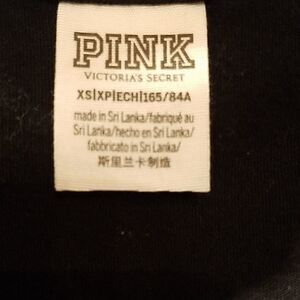 PINK
VICTORIA'S SECRET
XS|XP|ECH|165/84A
made in Sri Lanka/fabriqué au
Sri Lanka/hecho en Sri Lanka/
fabbricato in Sri Lanka/
斯里兰卡制造